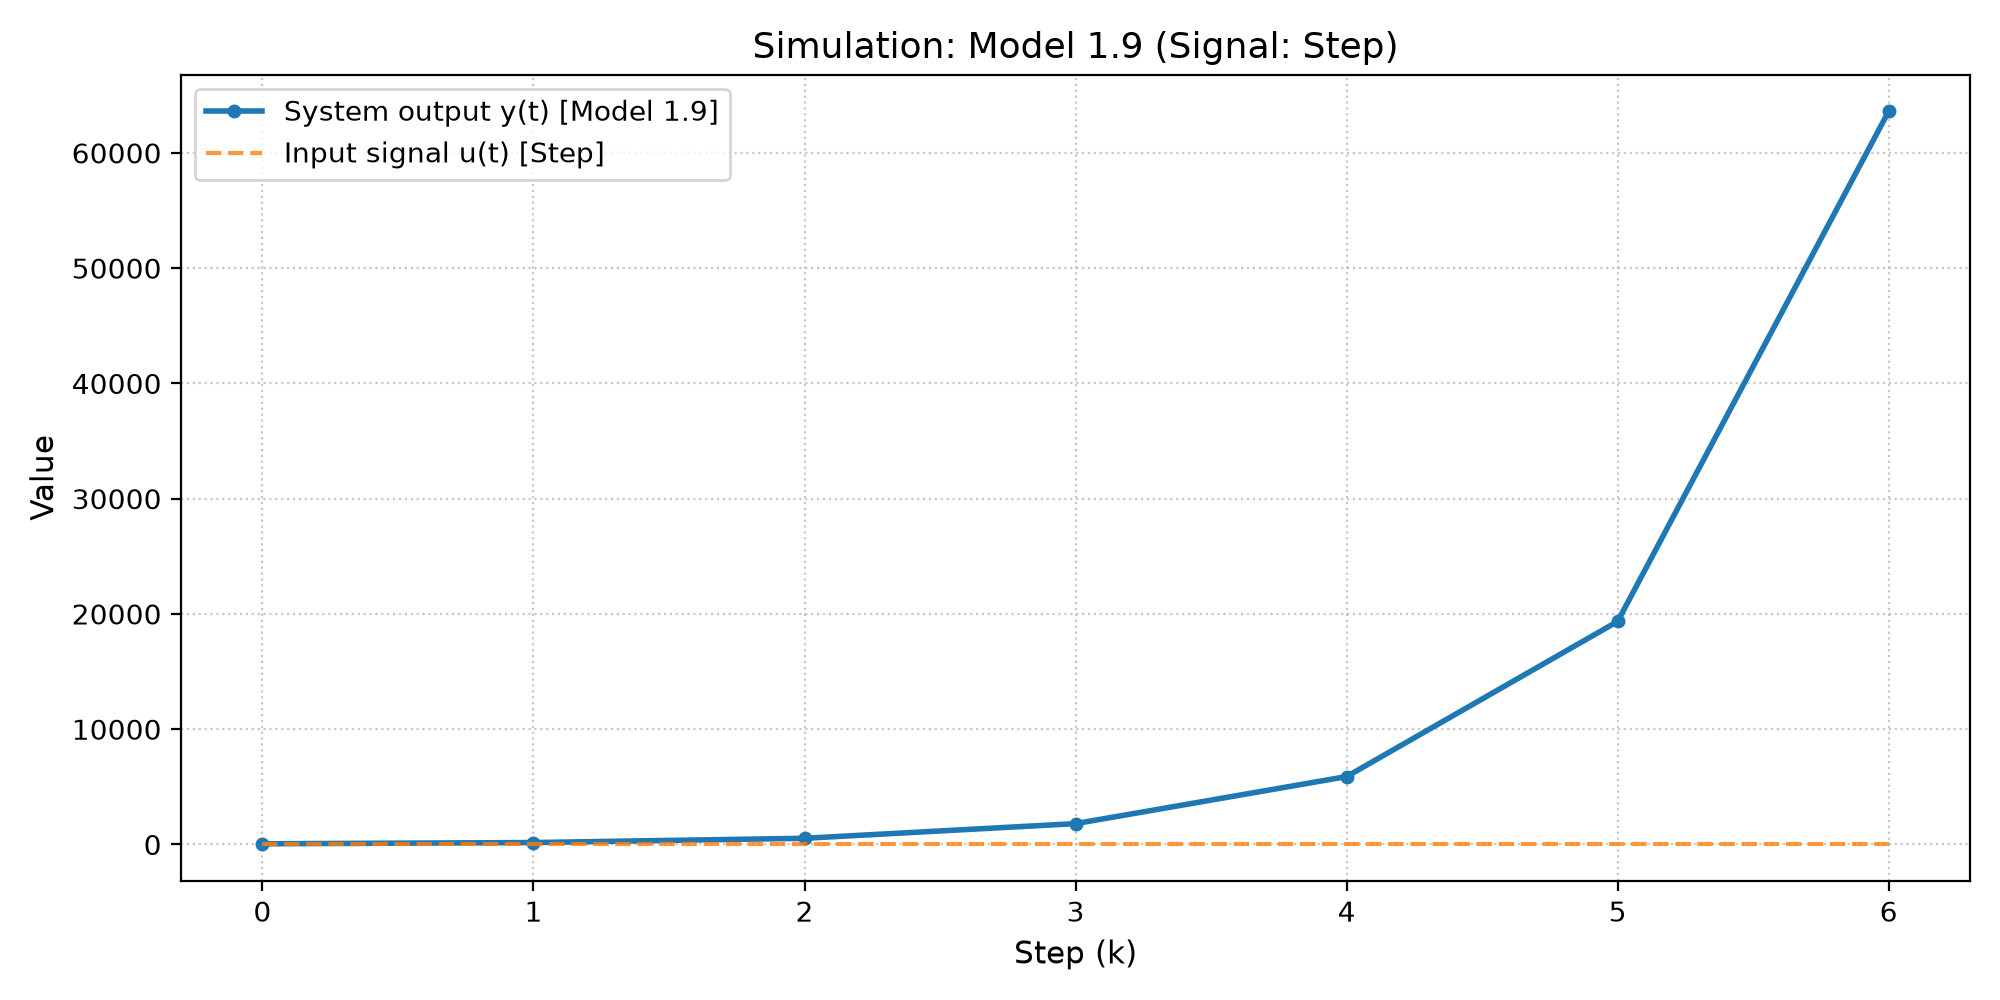 Simulation: Model 1.9 (Signal: Step)
System output y(t) [Model 1.9]
Input signal u(t) [Step]
60000
50000
40000
30000
20000
10000
0
Value
0 1 2 3 4 5 6
Step (k)